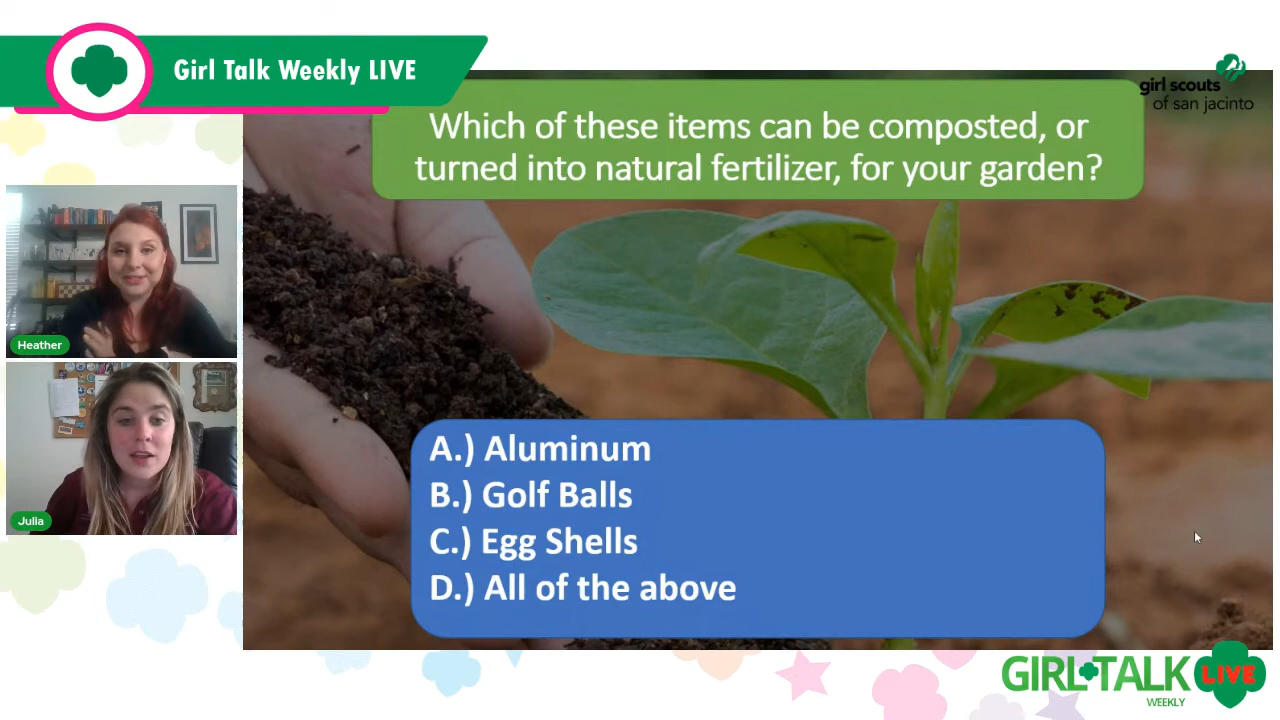 Girl Talk Weekly LIVE
girl scouts
of san jacinto
Which of these items can be composted, or
turned into natural fertilizer, for your garden?
Heather
Julia
A.) Aluminum
B.) Golf Balls
C.) Egg Shells
D.) All of the above
GIRL TALK LIVE
WEEKLY